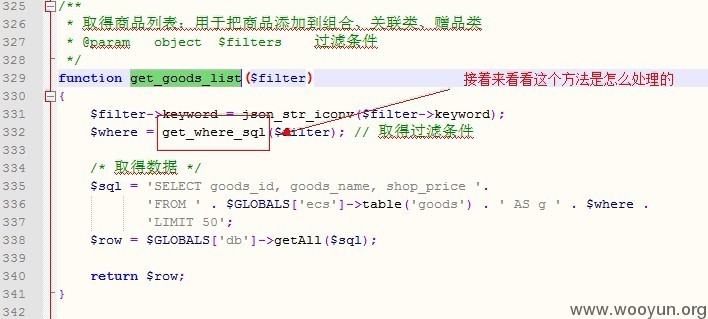 325 /**
326 * 取得商品列表：用于把商品添加到组合、关联类、赠品类
327 * @param object $filters 过滤条件
328 */
329 function get_goods_list($filter) 接着来看看这个方法是怎么处理的
330 {
331 $filter->keyword = json_str_iconv($filter->keyword);
332 $where = get_where_sql($filter); // 取得过滤条件
333
334 /* 取得数据 */
335 $sql = 'SELECT goods_id, goods_name, shop_price '.
336 'FROM ' . $GLOBALS['ecs']->table('goods') . ' AS g ' . $where .
337 'LIMIT 50';
338 $row = $GLOBALS['db']->getAll($sql);
339
340 return $row;
341 }
342
www.wooyun.org